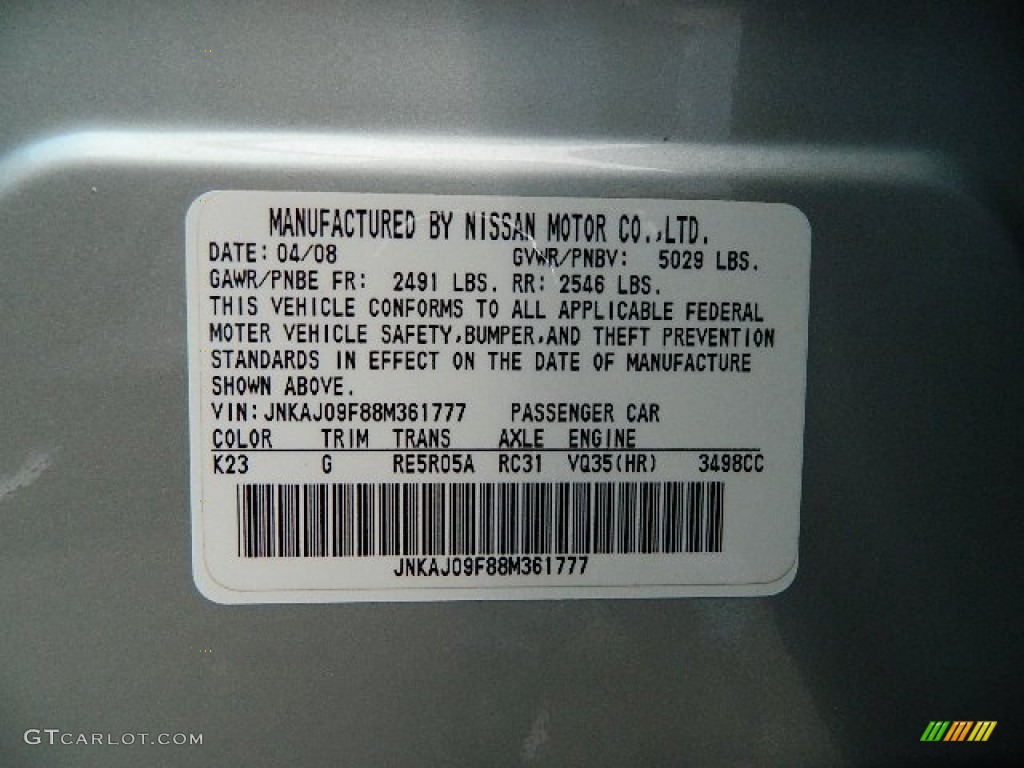 MANUFACTURED BY NISSAN MOTOR CO.,LTD.
DATE: 04/08 GVWR/PNBV: 5029 LBS.
GAWR/PNBE FR: 2491 LBS. RR: 2546 LBS.
THIS VEHICLE CONFORMS TO ALL APPLICABLE FEDERAL
MOTER VEHICLE SAFETY,BUMPER,AND THEFT PREVENTION
STANDARDS IN EFFECT ON THE DATE OF MANUFACTURE
SHOWN ABOVE.
VIN:JNKAJ09F88M361777 PASSENGER CAR
COLOR TRIM TRANS AXLE ENGINE
K23 G RE5R05A RC31 VQ35(HR) 3498CC
JNKAJ09F88M361777
GTCARLOT.COM